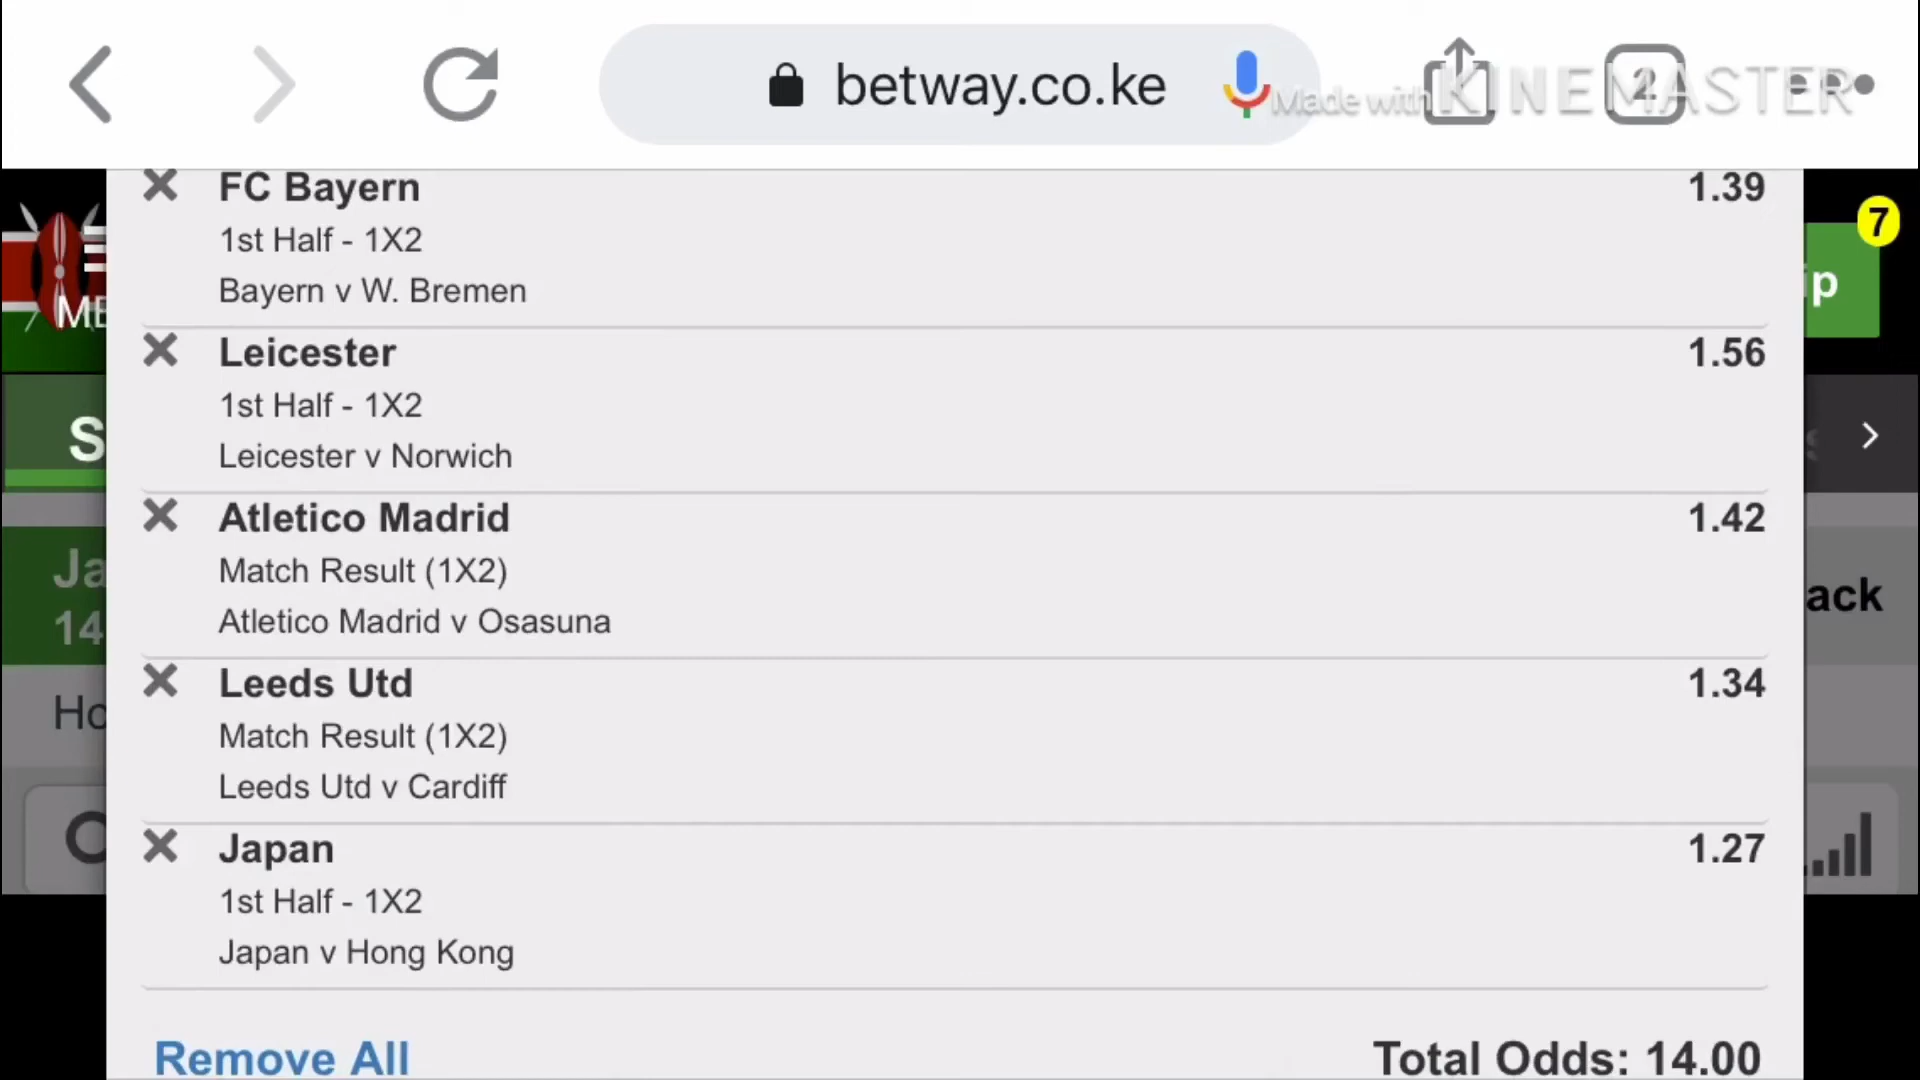 betway.co.ke
2
Made with KINEMASTER
FC Bayern 1.39
1st Half - 1X2
Bayern v W. Bremen
7
Leicester 1.56
1st Half - 1X2
Leicester v Norwich
Atletico Madrid 1.42
Match Result (1X2)
Atletico Madrid v Osasuna
ack
14
Leeds Utd 1.34
Match Result (1X2)
Leeds Utd v Cardiff
Japan 1.27
1st Half - 1X2
Japan v Hong Kong
Remove All
Total Odds: 14.00